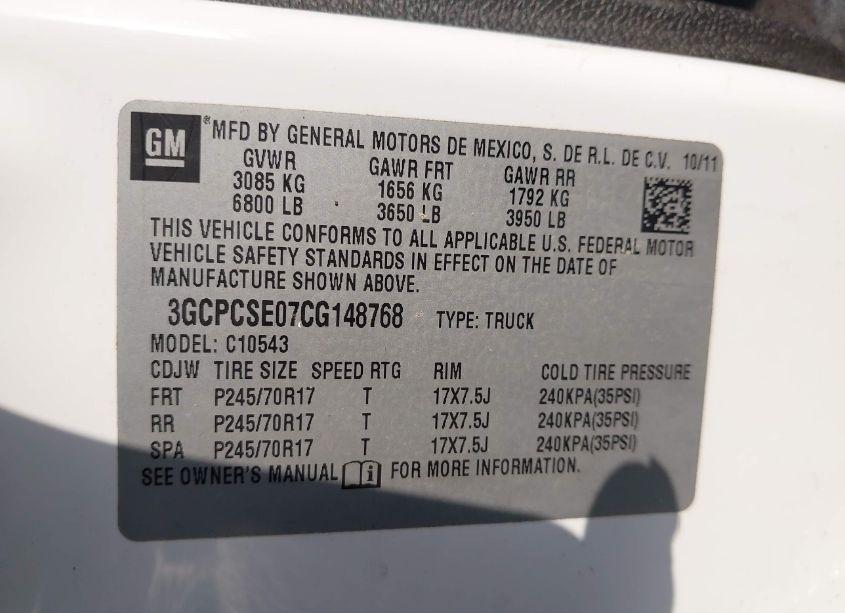 GM ® MFD BY GENERAL MOTORS DE MEXICO, S. DE R.L. DE C.V. 10/11
GVWR GAWR FRT GAWR RR
3085 KG 1656 KG 1792 KG
6800 LB 3650 LB 3950 LB
THIS VEHICLE CONFORMS TO ALL APPLICABLE U.S. FEDERAL MOTOR
VEHICLE SAFETY STANDARDS IN EFFECT ON THE DATE OF
MANUFACTURE SHOWN ABOVE.
3GCPCSE07CG148768 TYPE: TRUCK
MODEL: C10543
CDJW TIRE SIZE SPEED RTG RIM COLD TIRE PRESSURE
FRT P245/70R17 T 17X7.5J 240KPA(35PSI)
RR P245/70R17 T 17X7.5J 240KPA(35PSI)
SPA P245/70R17 T 17X7.5J 240KPA(35PSI)
SEE OWNER'S MANUAL i FOR MORE INFORMATION.